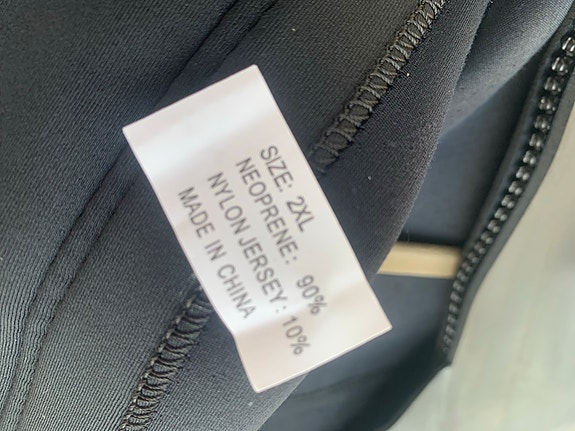 SIZE: 2XL
NEOPRENE: 90%
NYLON JERSEY: 10%
MADE IN CHINA